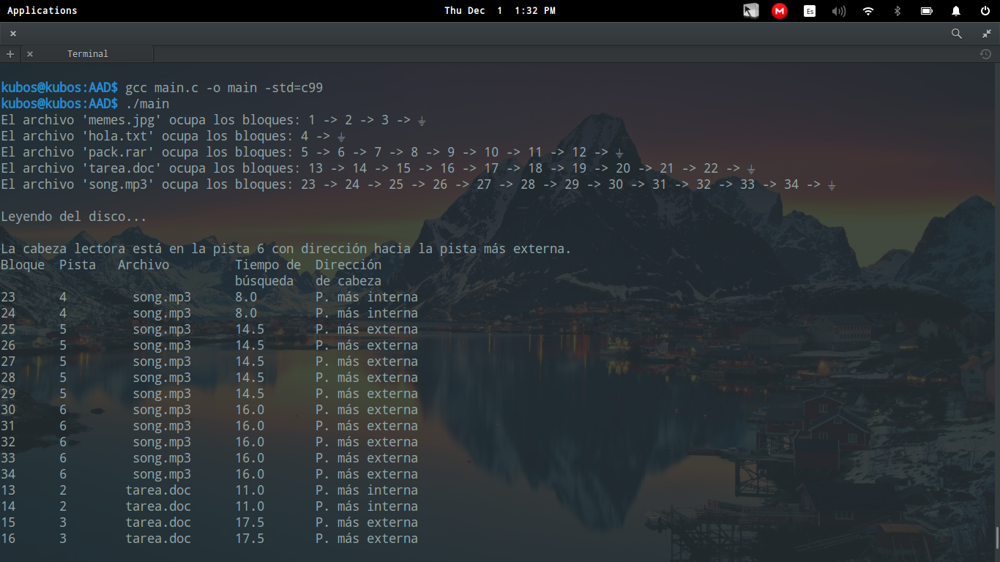 Applications
Thu Dec 1 1:32 PM
M
Es
Terminal
kubos@kubos:AAD$ gcc main.c -o main -std=c99
kubos@kubos:AAD$ ./main
El archivo 'memes.jpg' ocupa los bloques: 1 -> 2 -> 3 -> ⏚
El archivo 'hola.txt' ocupa los bloques: 4 -> ⏚
El archivo 'pack.rar' ocupa los bloques: 5 -> 6 -> 7 -> 8 -> 9 -> 10 -> 11 -> 12 -> ⏚
El archivo 'tarea.doc' ocupa los bloques: 13 -> 14 -> 15 -> 16 -> 17 -> 18 -> 19 -> 20 -> 21 -> 22 -> ⏚
El archivo 'song.mp3' ocupa los bloques: 23 -> 24 -> 25 -> 26 -> 27 -> 28 -> 29 -> 30 -> 31 -> 32 -> 33 -> 34 -> ⏚
Leyendo del disco...
La cabeza lectora está en la pista 6 con dirección hacia la pista más externa.
Bloque Pista Archivo Tiempo de Dirección
búsqueda de cabeza
23 4 song.mp3 8.0 P. más interna
24 4 song.mp3 8.0 P. más interna
25 5 song.mp3 14.5 P. más externa
26 5 song.mp3 14.5 P. más externa
27 5 song.mp3 14.5 P. más externa
28 5 song.mp3 14.5 P. más externa
29 5 song.mp3 14.5 P. más externa
30 6 song.mp3 16.0 P. más externa
31 6 song.mp3 16.0 P. más externa
32 6 song.mp3 16.0 P. más externa
33 6 song.mp3 16.0 P. más externa
34 6 song.mp3 16.0 P. más externa
13 2 tarea.doc 11.0 P. más interna
14 2 tarea.doc 11.0 P. más interna
15 3 tarea.doc 17.5 P. más externa
16 3 tarea.doc 17.5 P. más externa